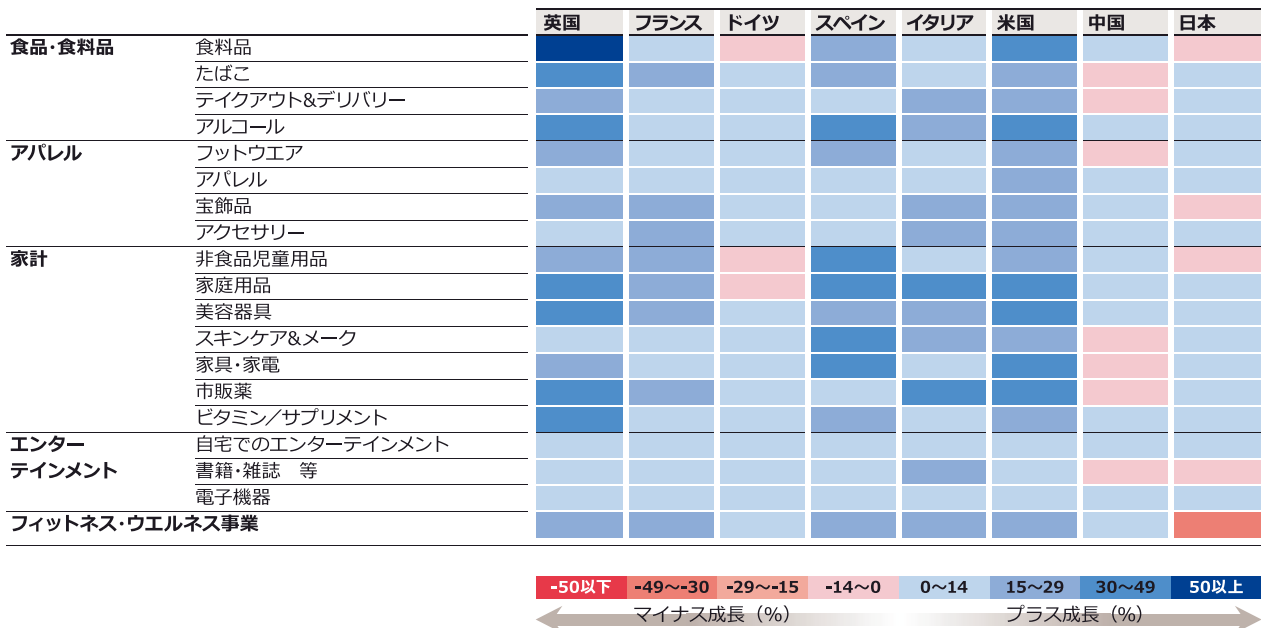 英国 フランス ドイツ スペイン イタリア 米国 中国 日本
食品・食料品 食料品
たばこ
テイクアウト&デリバリー
アルコール
アパレル フットウエア
アパレル
宝飾品
アクセサリー
家計 非食品児童用品
家庭用品
美容器具
スキンケア&メーク
家具・家電
市販薬
ビタミン／サプリメント
エンター 自宅でのエンターテインメント
テインメント 書籍・雑誌　等
電子機器
フィットネス・ウエルネス事業
-50以下 -49～-30 -29～-15 -14～0 0～14 15～29 30～49 50以上
マイナス成長（%） プラス成長（%）